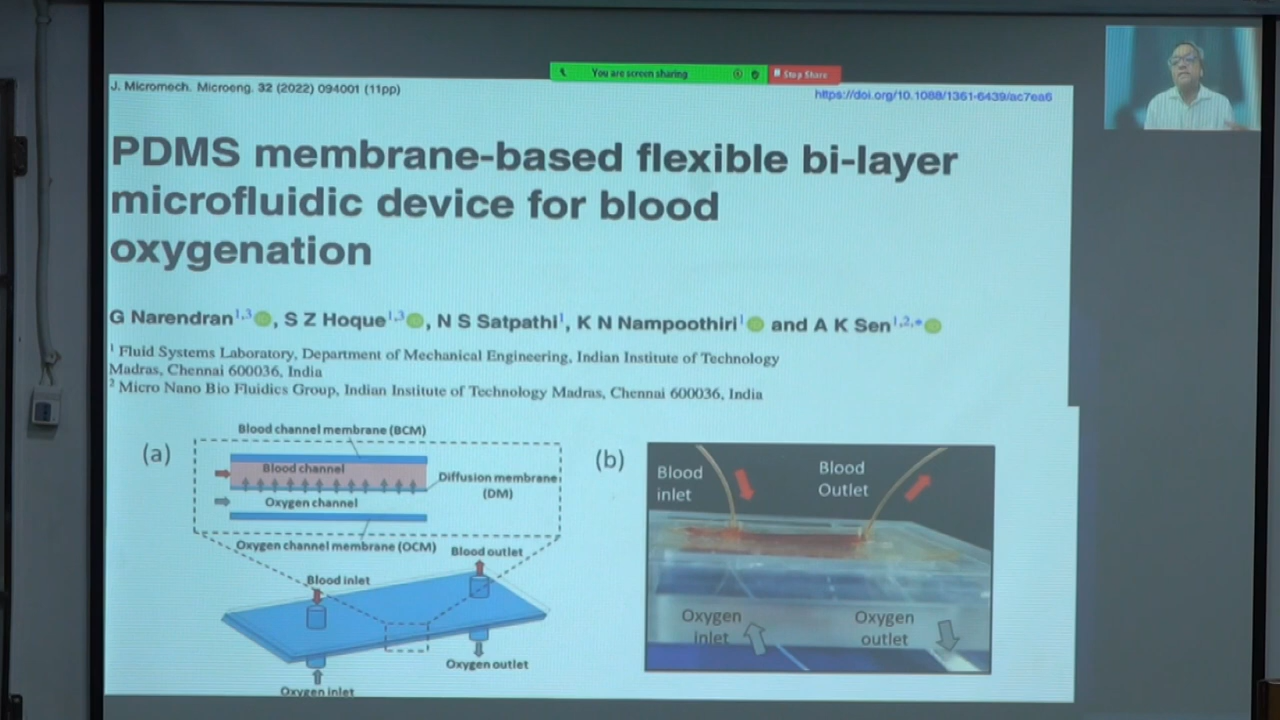 You are screen sharing
Stop Share
J. Micromech. Microeng. 32 (2022) 094001 (11pp)
https://doi.org/10.1088/1361-6439/ac7ea6
PDMS membrane-based flexible bi-layer
microfluidic device for blood
oxygenation
G Narendran1,3, S Z Hoque1,3, N S Satpathi1, K N Nampoothiri1 and A K Sen1,2,*
1 Fluid Systems Laboratory, Department of Mechanical Engineering, Indian Institute of Technology
Madras, Chennai 600036, India
2 Micro Nano Bio Fluidics Group, Indian Institute of Technology Madras, Chennai 600036, India
(a)
Blood channel membrane (BCM)
Blood channel
Diffusion membrane
(DM)
Oxygen channel
Oxygen channel membrane (OCM)
Blood outlet
Blood inlet
Oxygen outlet
Oxygen inlet
(b)
Blood
inlet
Blood
Outlet
Oxygen
inlet
Oxygen
outlet